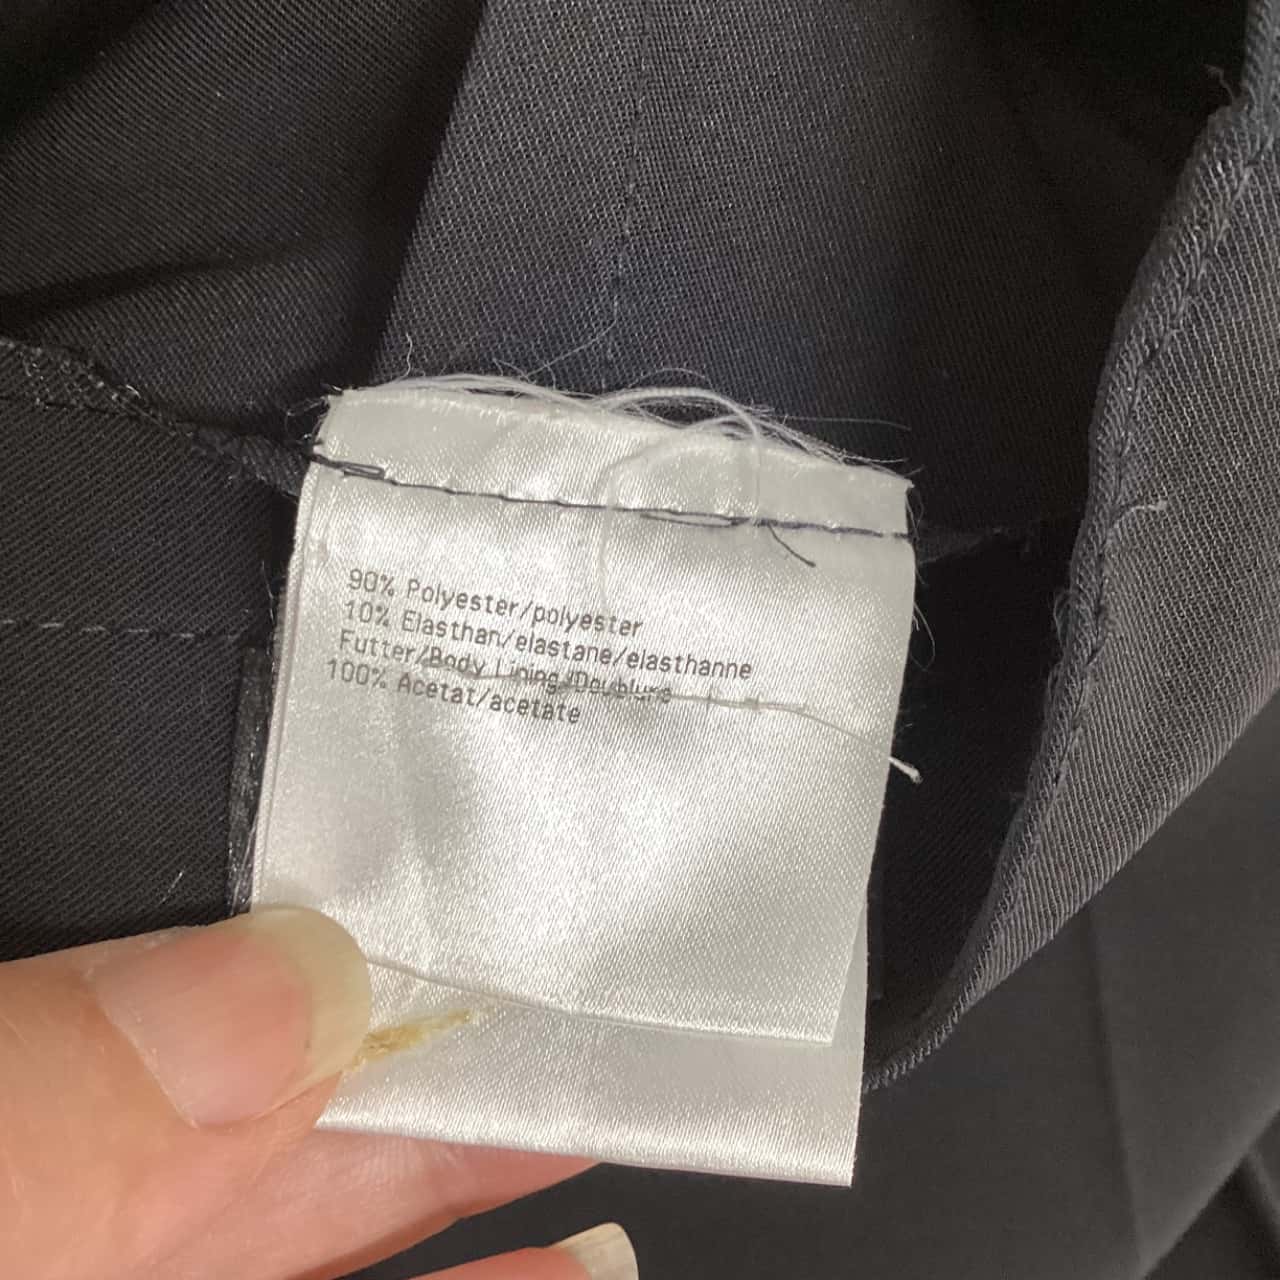 90% Polyester/polyester
10% Elasthan/elastane/elasthanne
Futter/Body Lining/Doublure
100% Acetat/acetate